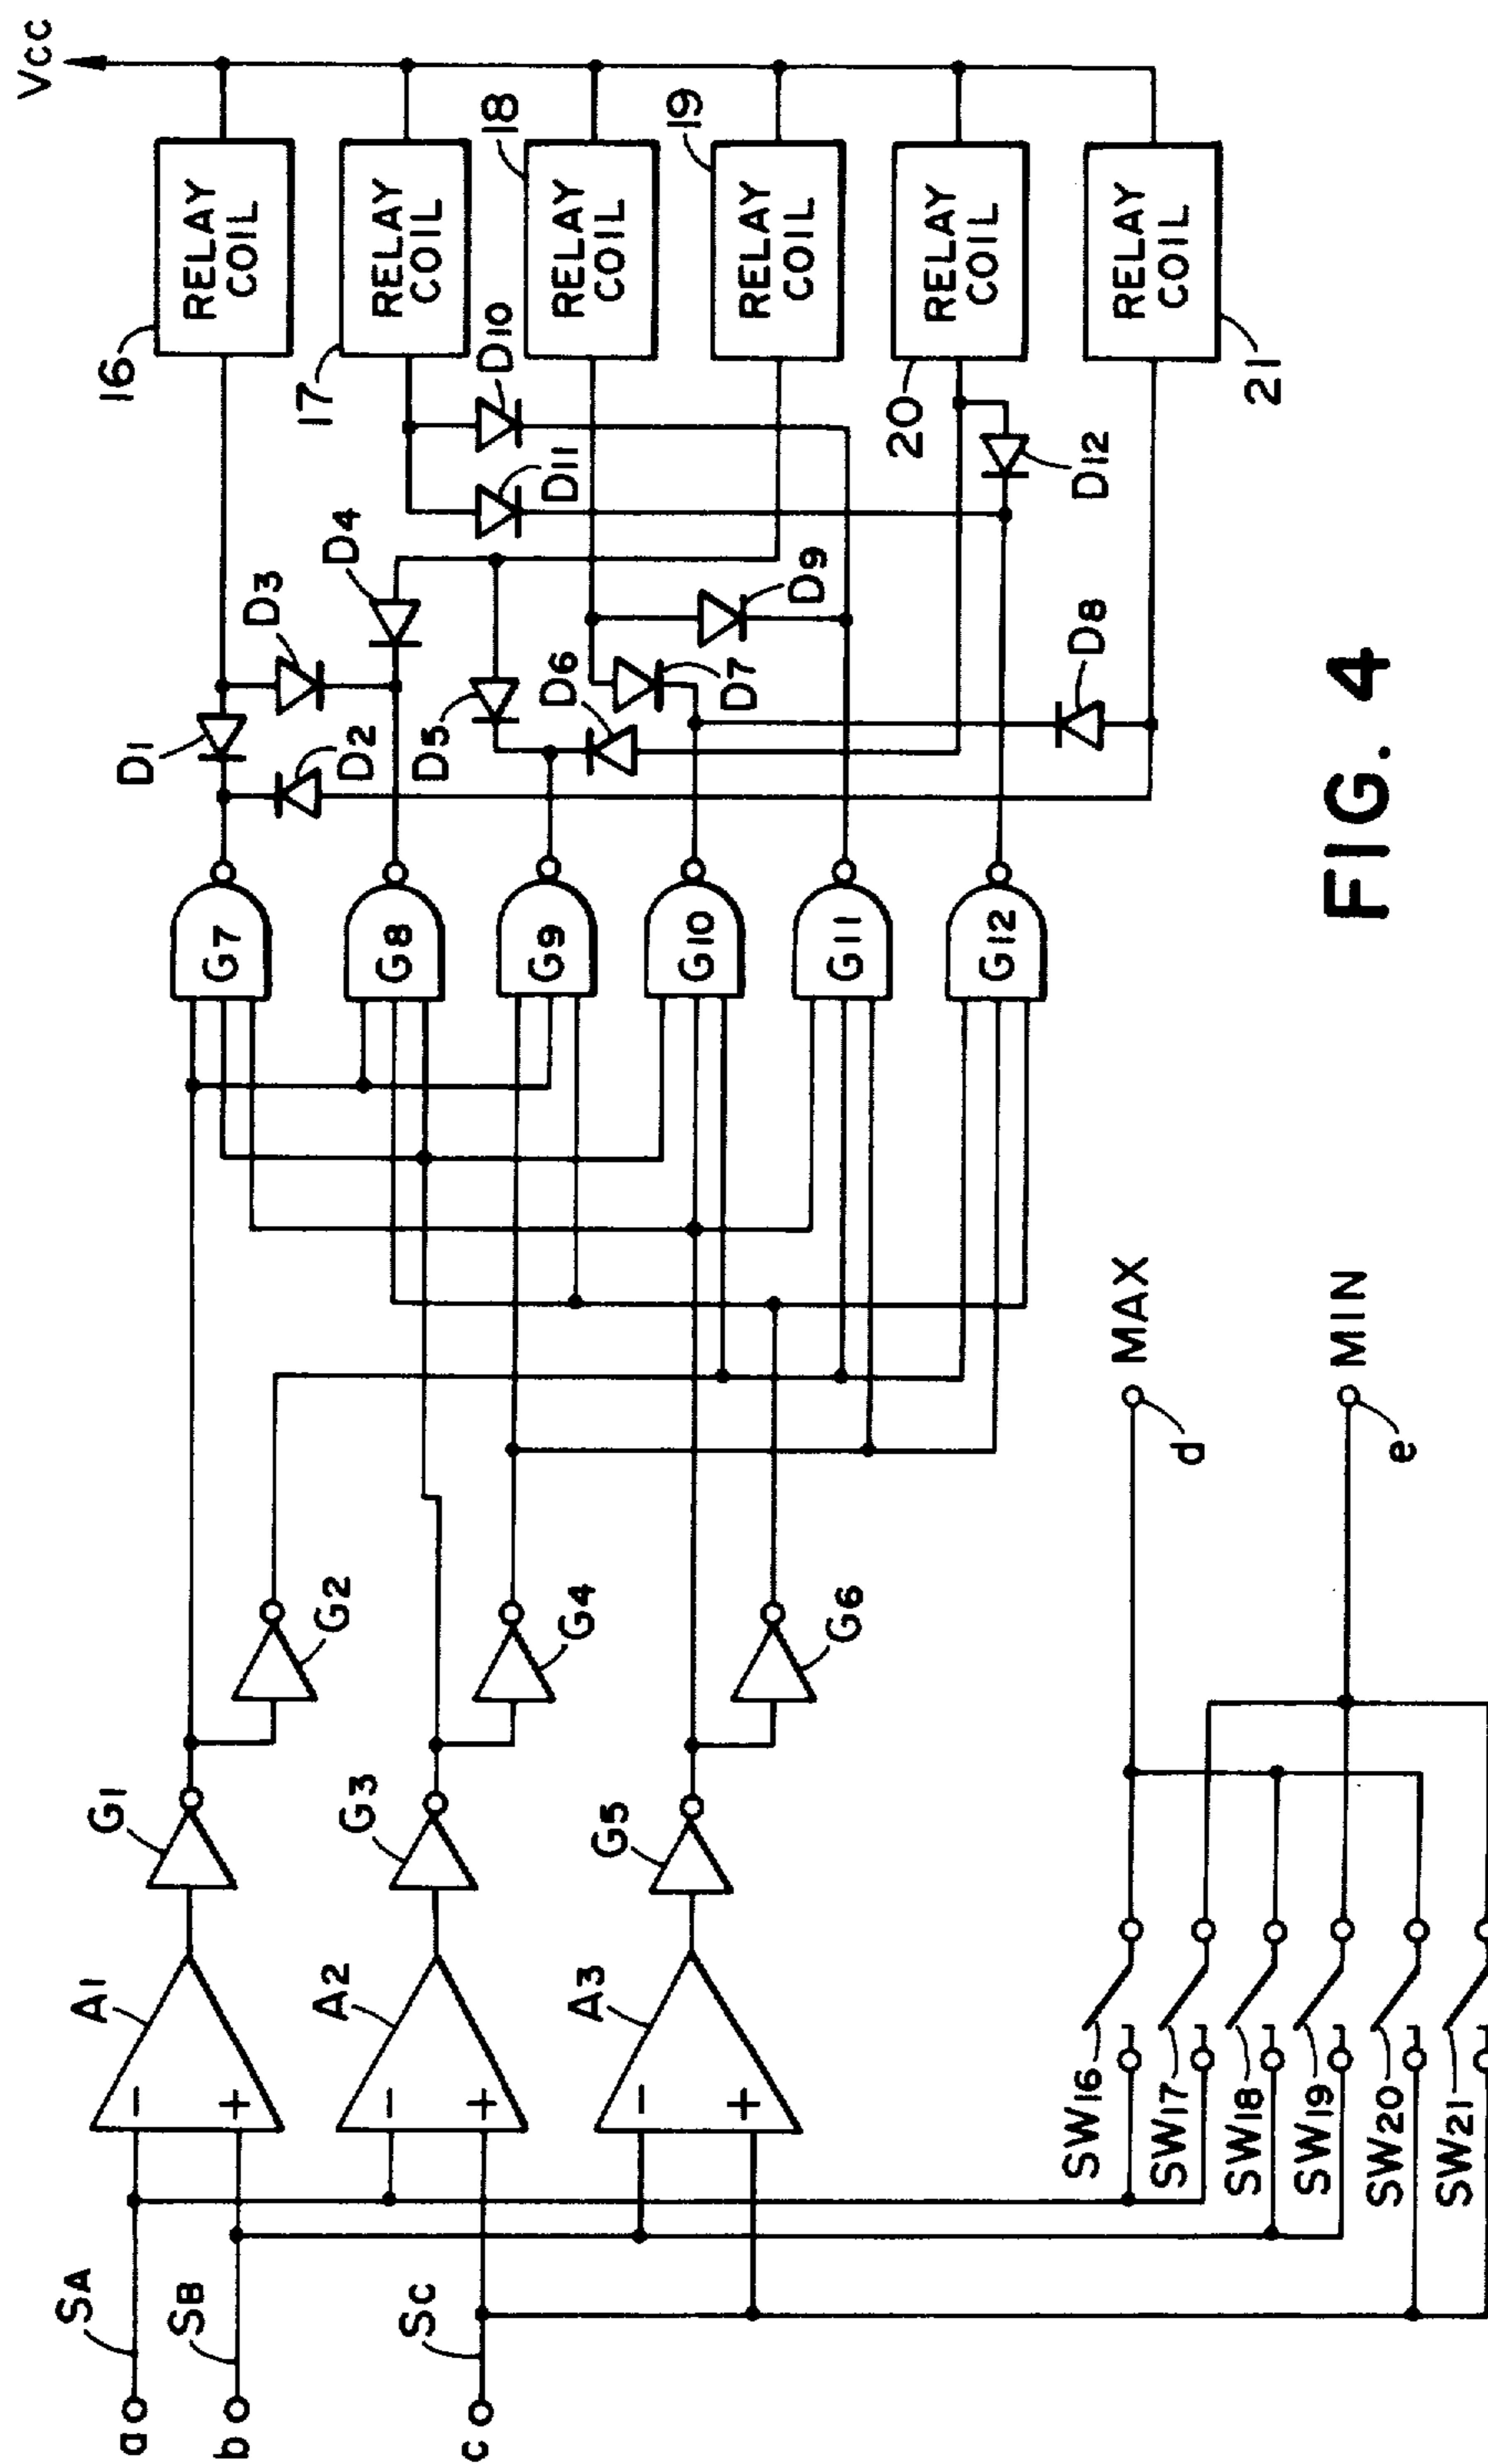 Vcc
16
RELAY
COIL
17
RELAY
COIL
18
RELAY
COIL
19
RELAY
COIL
20
RELAY
COIL
21
RELAY
COIL
D1
D2
D3
D4
D5
D6
D7
D8
D9
D10
D11
D12
G7
G8
G9
G10
G11
G12
G1
G2
G3
G4
G5
G6
A1
-
+
A2
-
+
A3
-
+
SA
a
SB
b
SC
c
SW16
SW17
SW18
SW19
SW20
SW21
MAX
d
MIN
e
FIG. 4